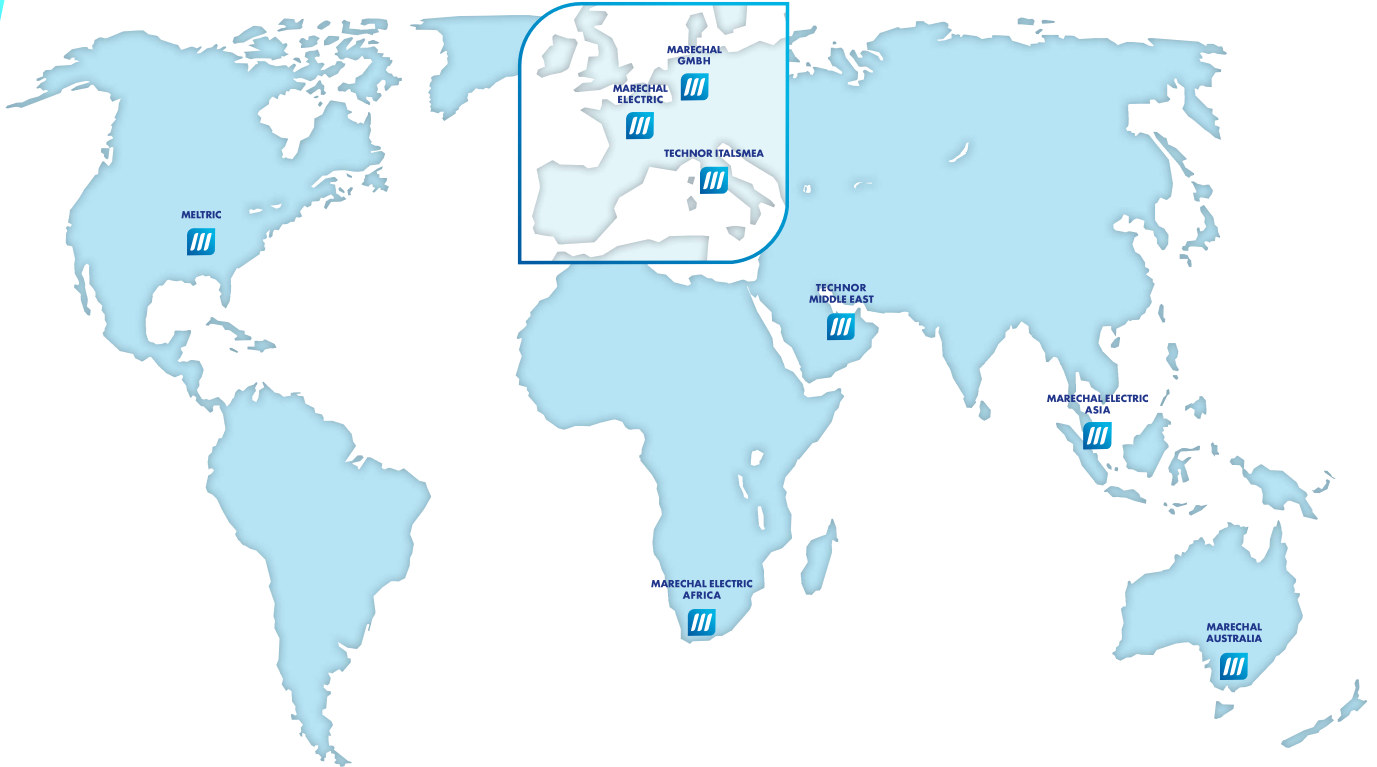 MARECHAL
GMBH
MARECHAL
ELECTRIC
TECHNOR ITALSMEA
MELTRIC
TECHNOR
MIDDLE EAST
MARECHAL ELECTRIC
ASIA
MARECHAL ELECTRIC
AFRICA
MARECHAL
AUSTRALIA